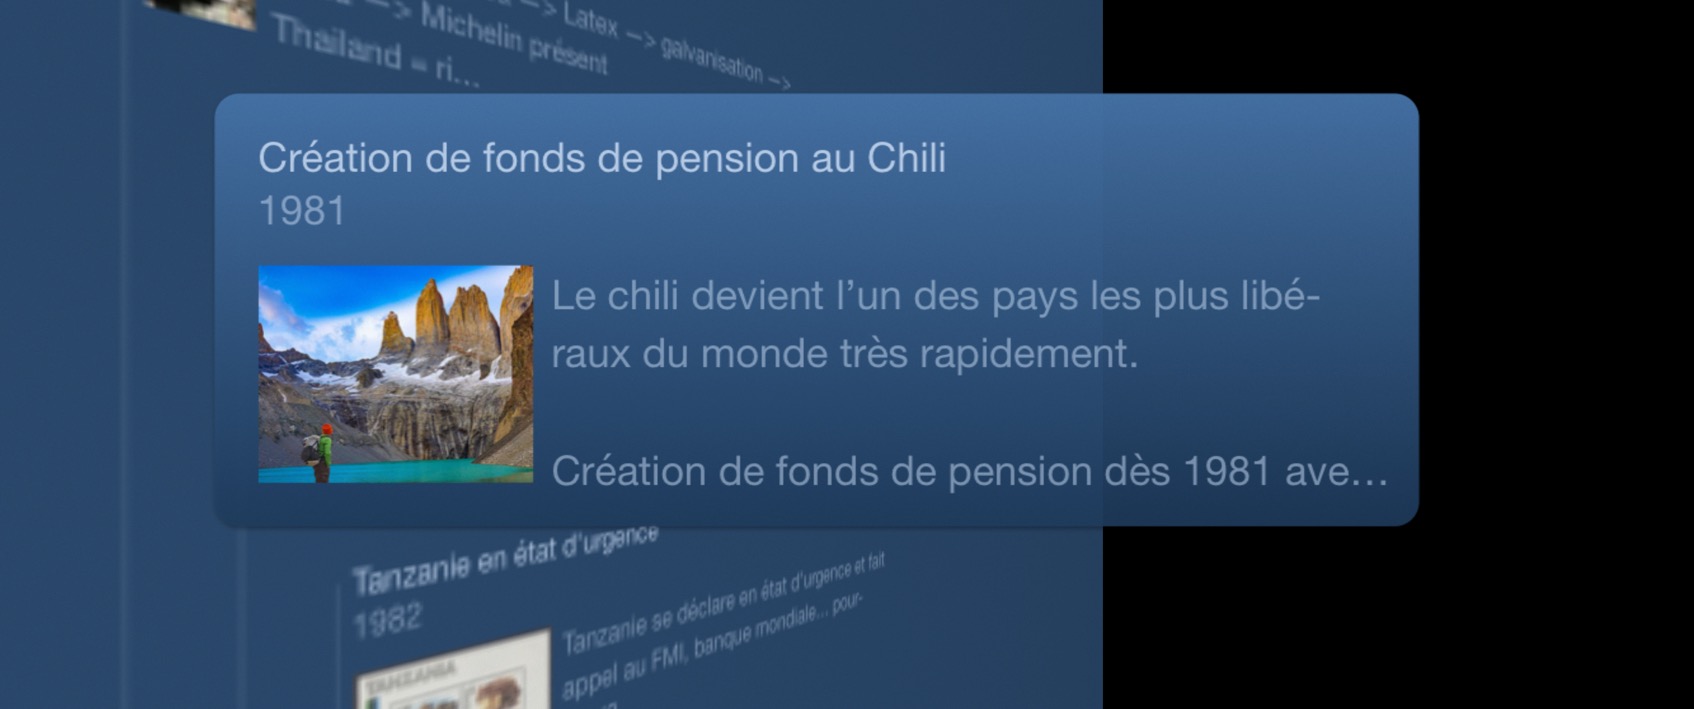 —> Latex —> galvanisation —>
—> Michelin présent
Thailand = ri...
Création de fonds de pension au Chili
1981
Le chili devient l’un des pays les plus libé-
raux du monde très rapidement.
Création de fonds de pension dès 1981 ave...
Tanzanie en état d'urgence
1982
Tanzanie se déclare en état d'urgence et fait
appel au FMI, banque mondiale... pour-
TANZANIA